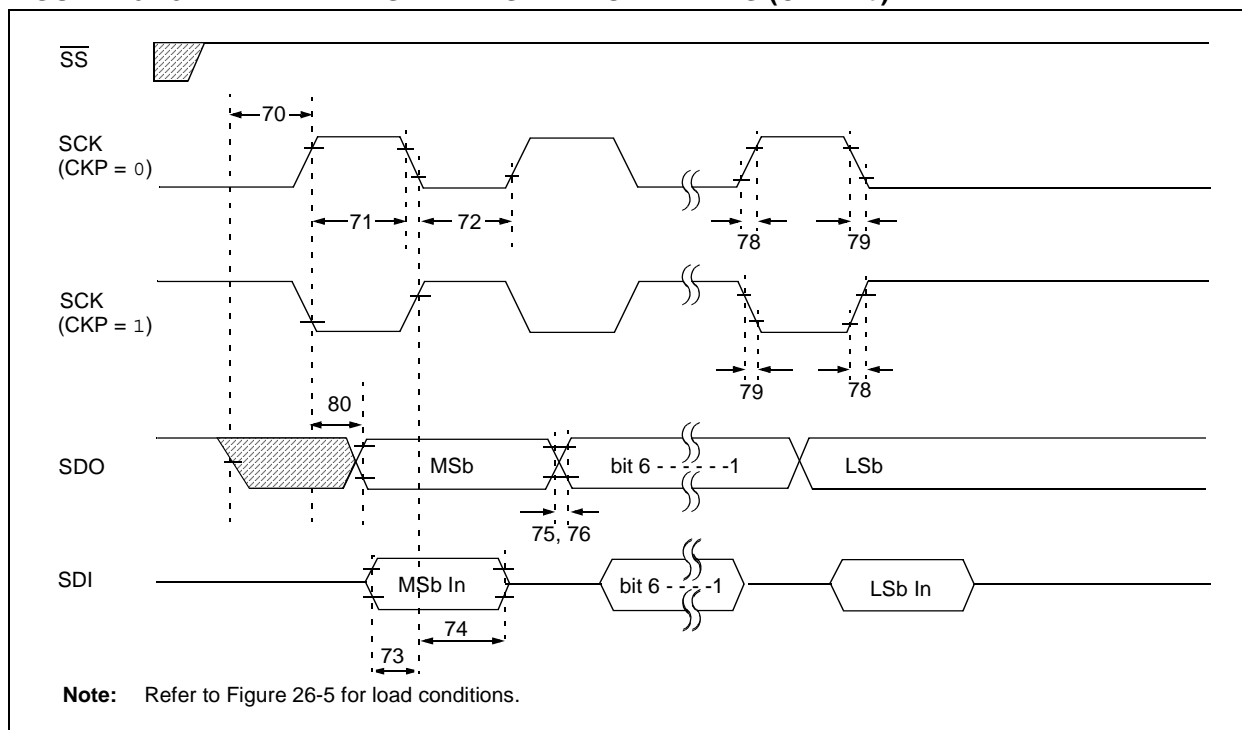 SS
70
SCK
(CKP = 0)
71
72
78
79
SCK
(CKP = 1)
79
78
80
SDO
MSb
bit 6 - - - - - -1
LSb
75, 76
SDI
MSb In
bit 6 - - - - -1
LSb In
74
73
Note: Refer to Figure 26-5 for load conditions.